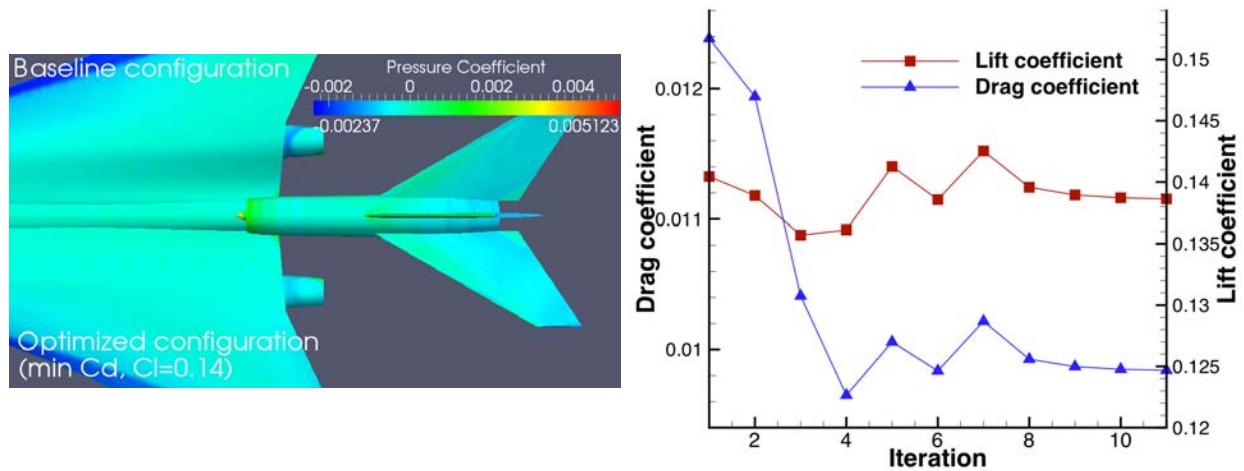 Baseline configuration
Pressure Coefficient
-0.002 0 0.002 0.004
-0.00237 0.005123
Optimized configuration
(min Cd, Cl=0.14)
Lift coefficient
Drag coefficient
Drag coefficient
0.012
0.011
0.01
Lift coefficient
0.15
0.145
0.14
0.135
0.13
0.125
0.12
2 4 6 8 10
Iteration